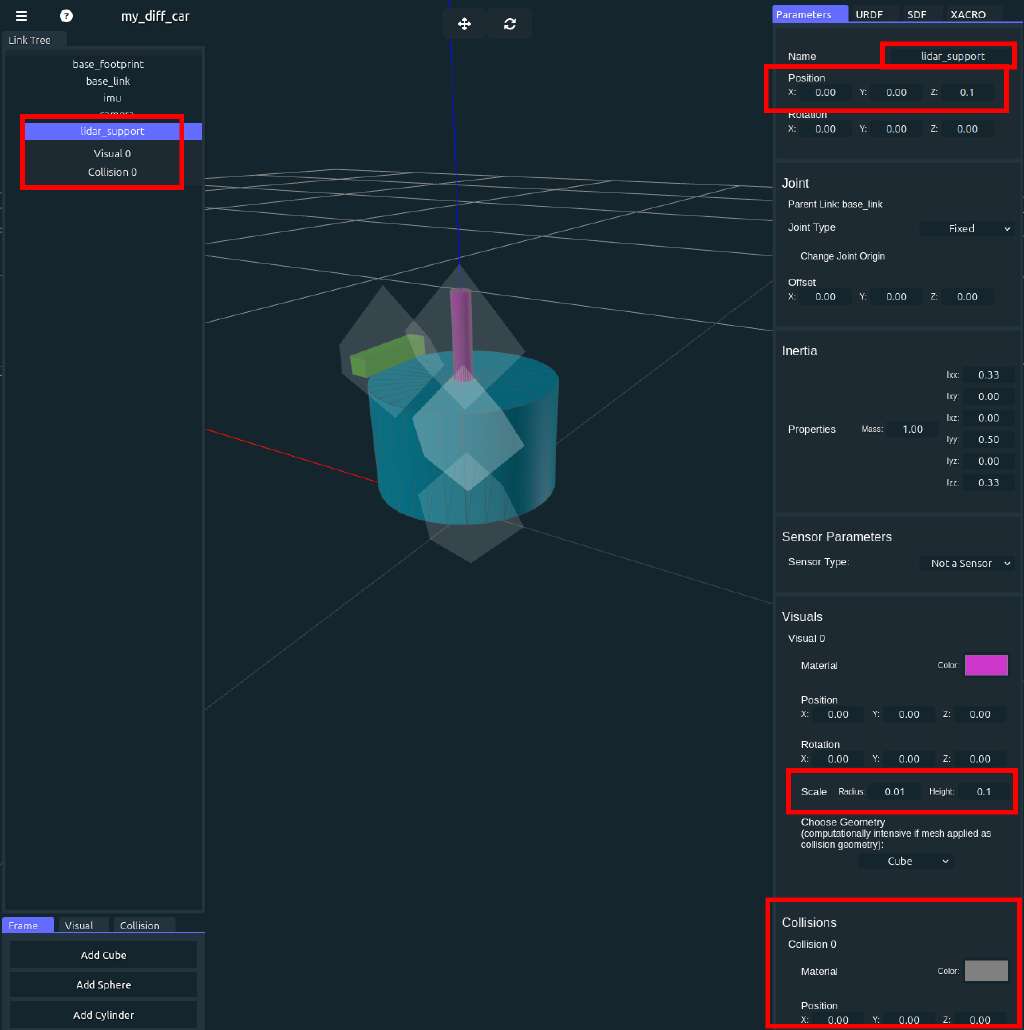 my_diff_car
Link Tree
base_footprint
base_link
imu
camera
lidar_support
Visual 0
Collision 0
Frame Visual Collision
Add Cube
Add Sphere
Add Cylinder
Parameters URDF SDF XACRO
Name lidar_support
Position
X: 0.00 Y: 0.00 Z: 0.1
Rotation
X: 0.00 Y: 0.00 Z: 0.00
Joint
Parent Link: base_link
Joint Type Fixed
Change Joint Origin
Offset
X: 0.00 Y: 0.00 Z: 0.00
Inertia
Ixx: 0.33
Ixy: 0.00
Ixz: 0.00
Properties Mass: 1.00
Iyy: 0.50
Iyz: 0.00
Izz: 0.33
Sensor Parameters
Sensor Type: Not a Sensor
Visuals
Visual 0
Material Color:
Position
X: 0.00 Y: 0.00 Z: 0.00
Rotation
X: 0.00 Y: 0.00 Z: 0.00
Scale Radius: 0.01 Height: 0.1
Choose Geometry
(computationally intensive if mesh applied as
collision geometry):
Cube
Collisions
Collision 0
Material Color:
Position
X: 0.00 Y: 0.00 Z: 0.00